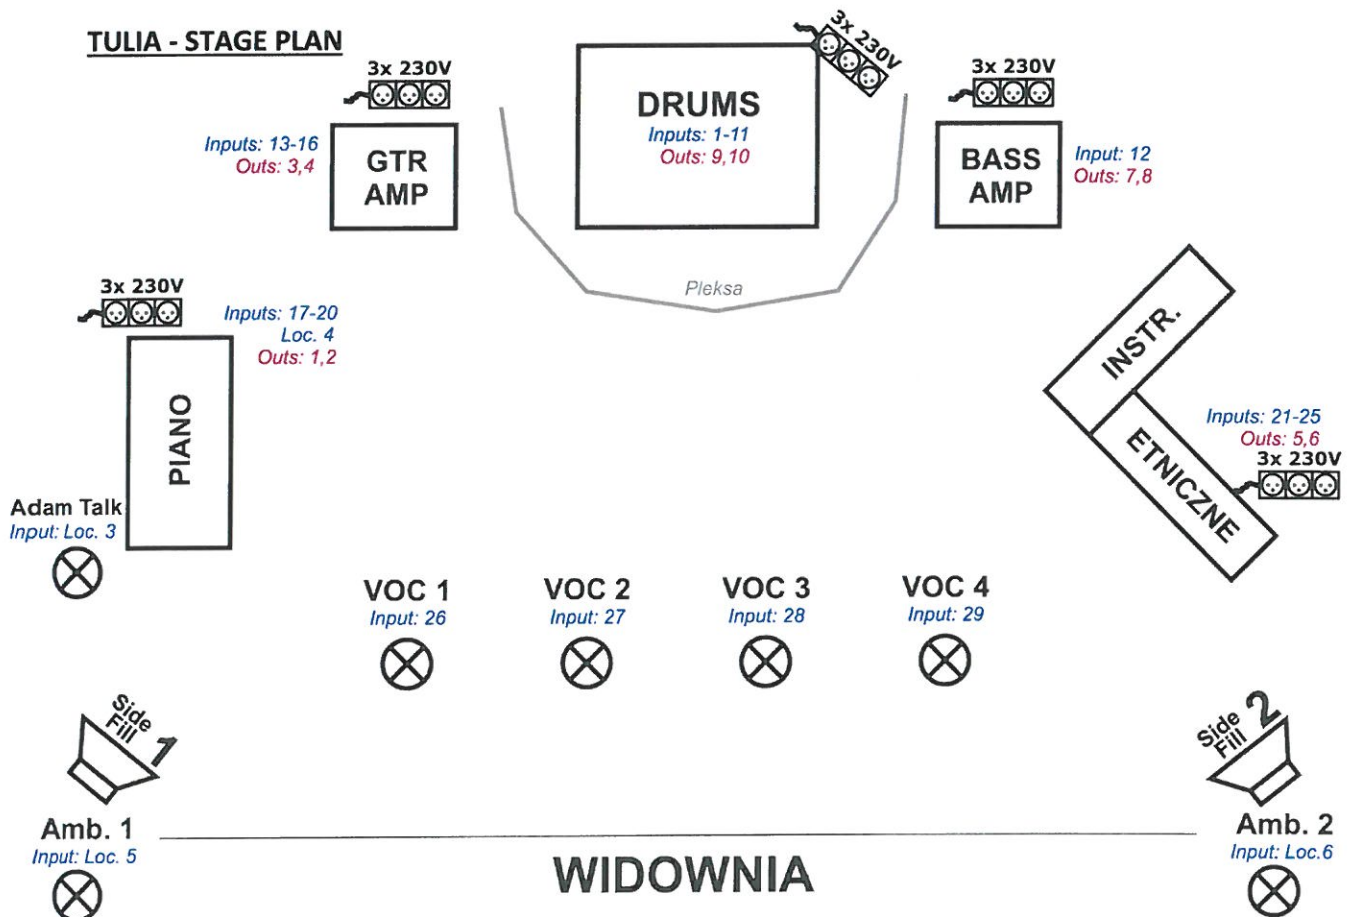 TULIA - STAGE PLAN
3x 230V
3x 230V
3x 230V
DRUMS
Inputs: 1-11
Outs: 9,10
Inputs: 13-16
Outs: 3,4
GTR
AMP
BASS
AMP
Input: 12
Outs: 7,8
Pleksa
3x 230V
Inputs: 17-20
Loc. 4
Outs: 1,2
PIANO
INSTR.
ETNICZNE
Inputs: 21-25
Outs: 5,6
3x 230V
Adam Talk
Input: Loc. 3
VOC 1
Input: 26
VOC 2
Input: 27
VOC 3
Input: 28
VOC 4
Input: 29
Side
Fill
1
Side
Fill
2
Amb. 1
Input: Loc. 5
Amb. 2
Input: Loc.6
WIDOWNIA